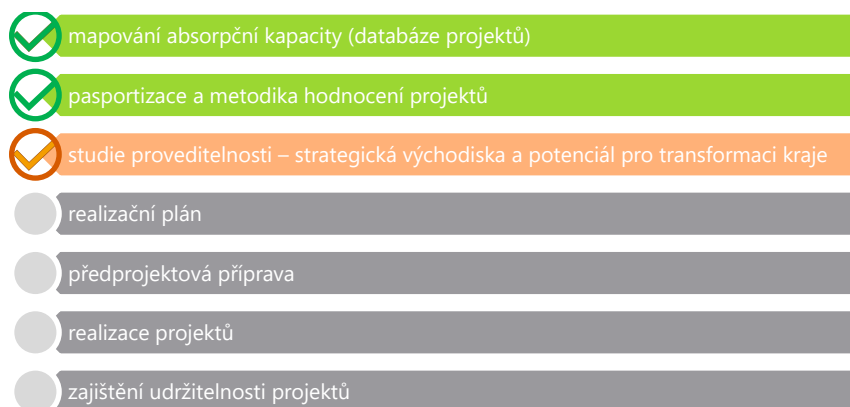 mapování absorpční kapacity (databáze projektů)
pasportizace a metodika hodnocení projektů
studie proveditelnosti – strategická východiska a potenciál pro transformaci kraje
realizační plán
předprojektová příprava
realizace projektů
zajištění udržitelnosti projektů